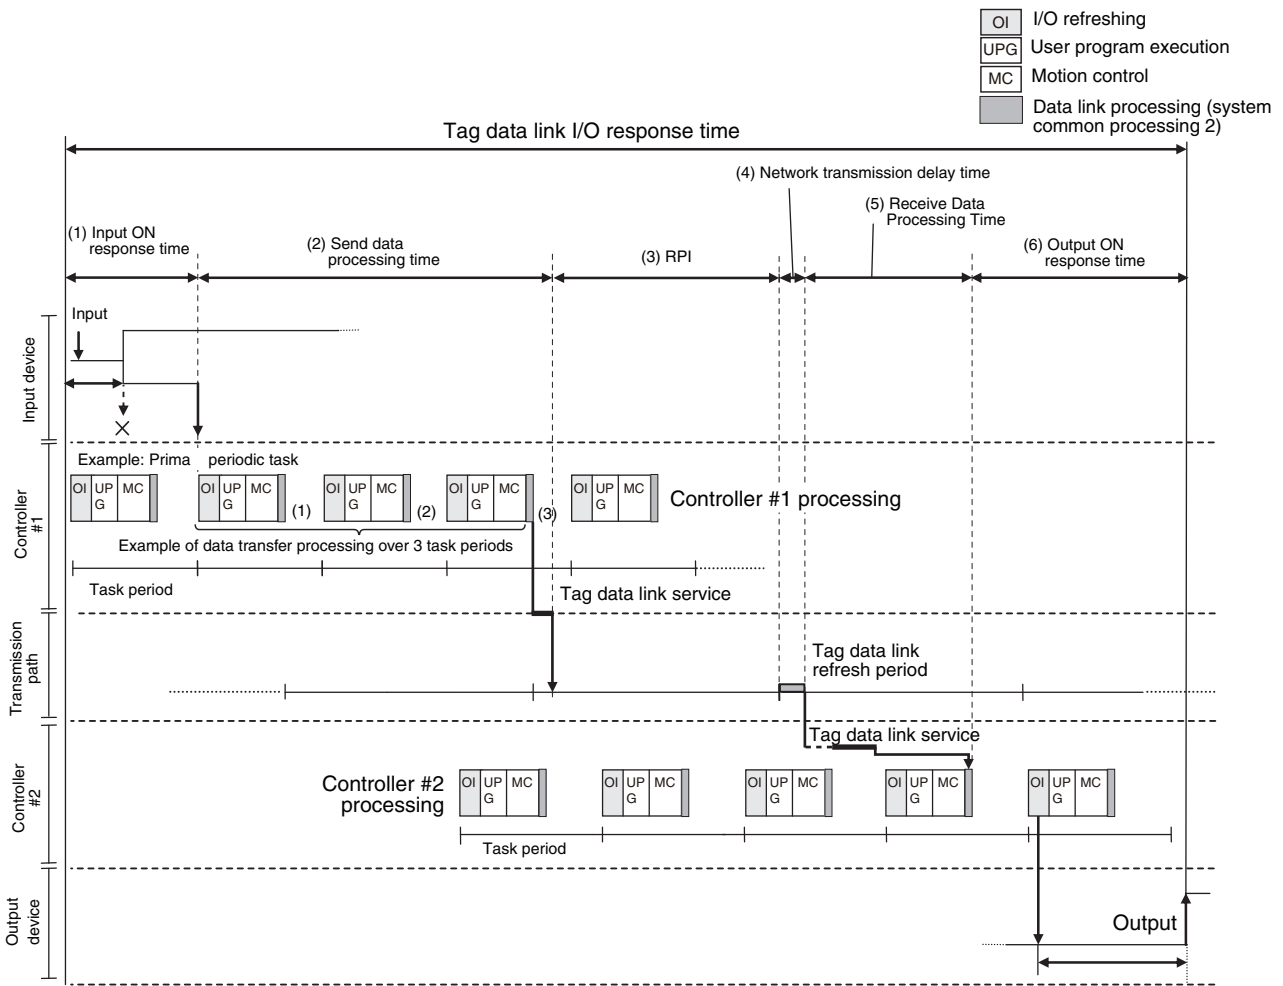 OI I/O refreshing
UPG User program execution
MC Motion control
Data link processing (system
common processing 2)
Tag data link I/O response time
(4) Network transmission delay time
(5) Receive Data
Processing Time
(1) Input ON
response time
(2) Send data
processing time
(3) RPI
(6) Output ON
response time
Input
Input device
Example: Prima periodic task
OI UP G MC
OI UP G MC
(1)
OI UP G MC
(2)
OI UP G MC
(3)
OI UP G MC
Controller #1 processing
Example of data transfer processing over 3 task periods
Task period
Controller
#1
Tag data link service
Transmission
path
Tag data link
refresh period
Tag data link service
Controller #2
processing
OI UP G MC
OI UP G MC
OI UP G MC
OI UP G MC
OI UP G MC
Task period
Controller
#2
Output
device
Output